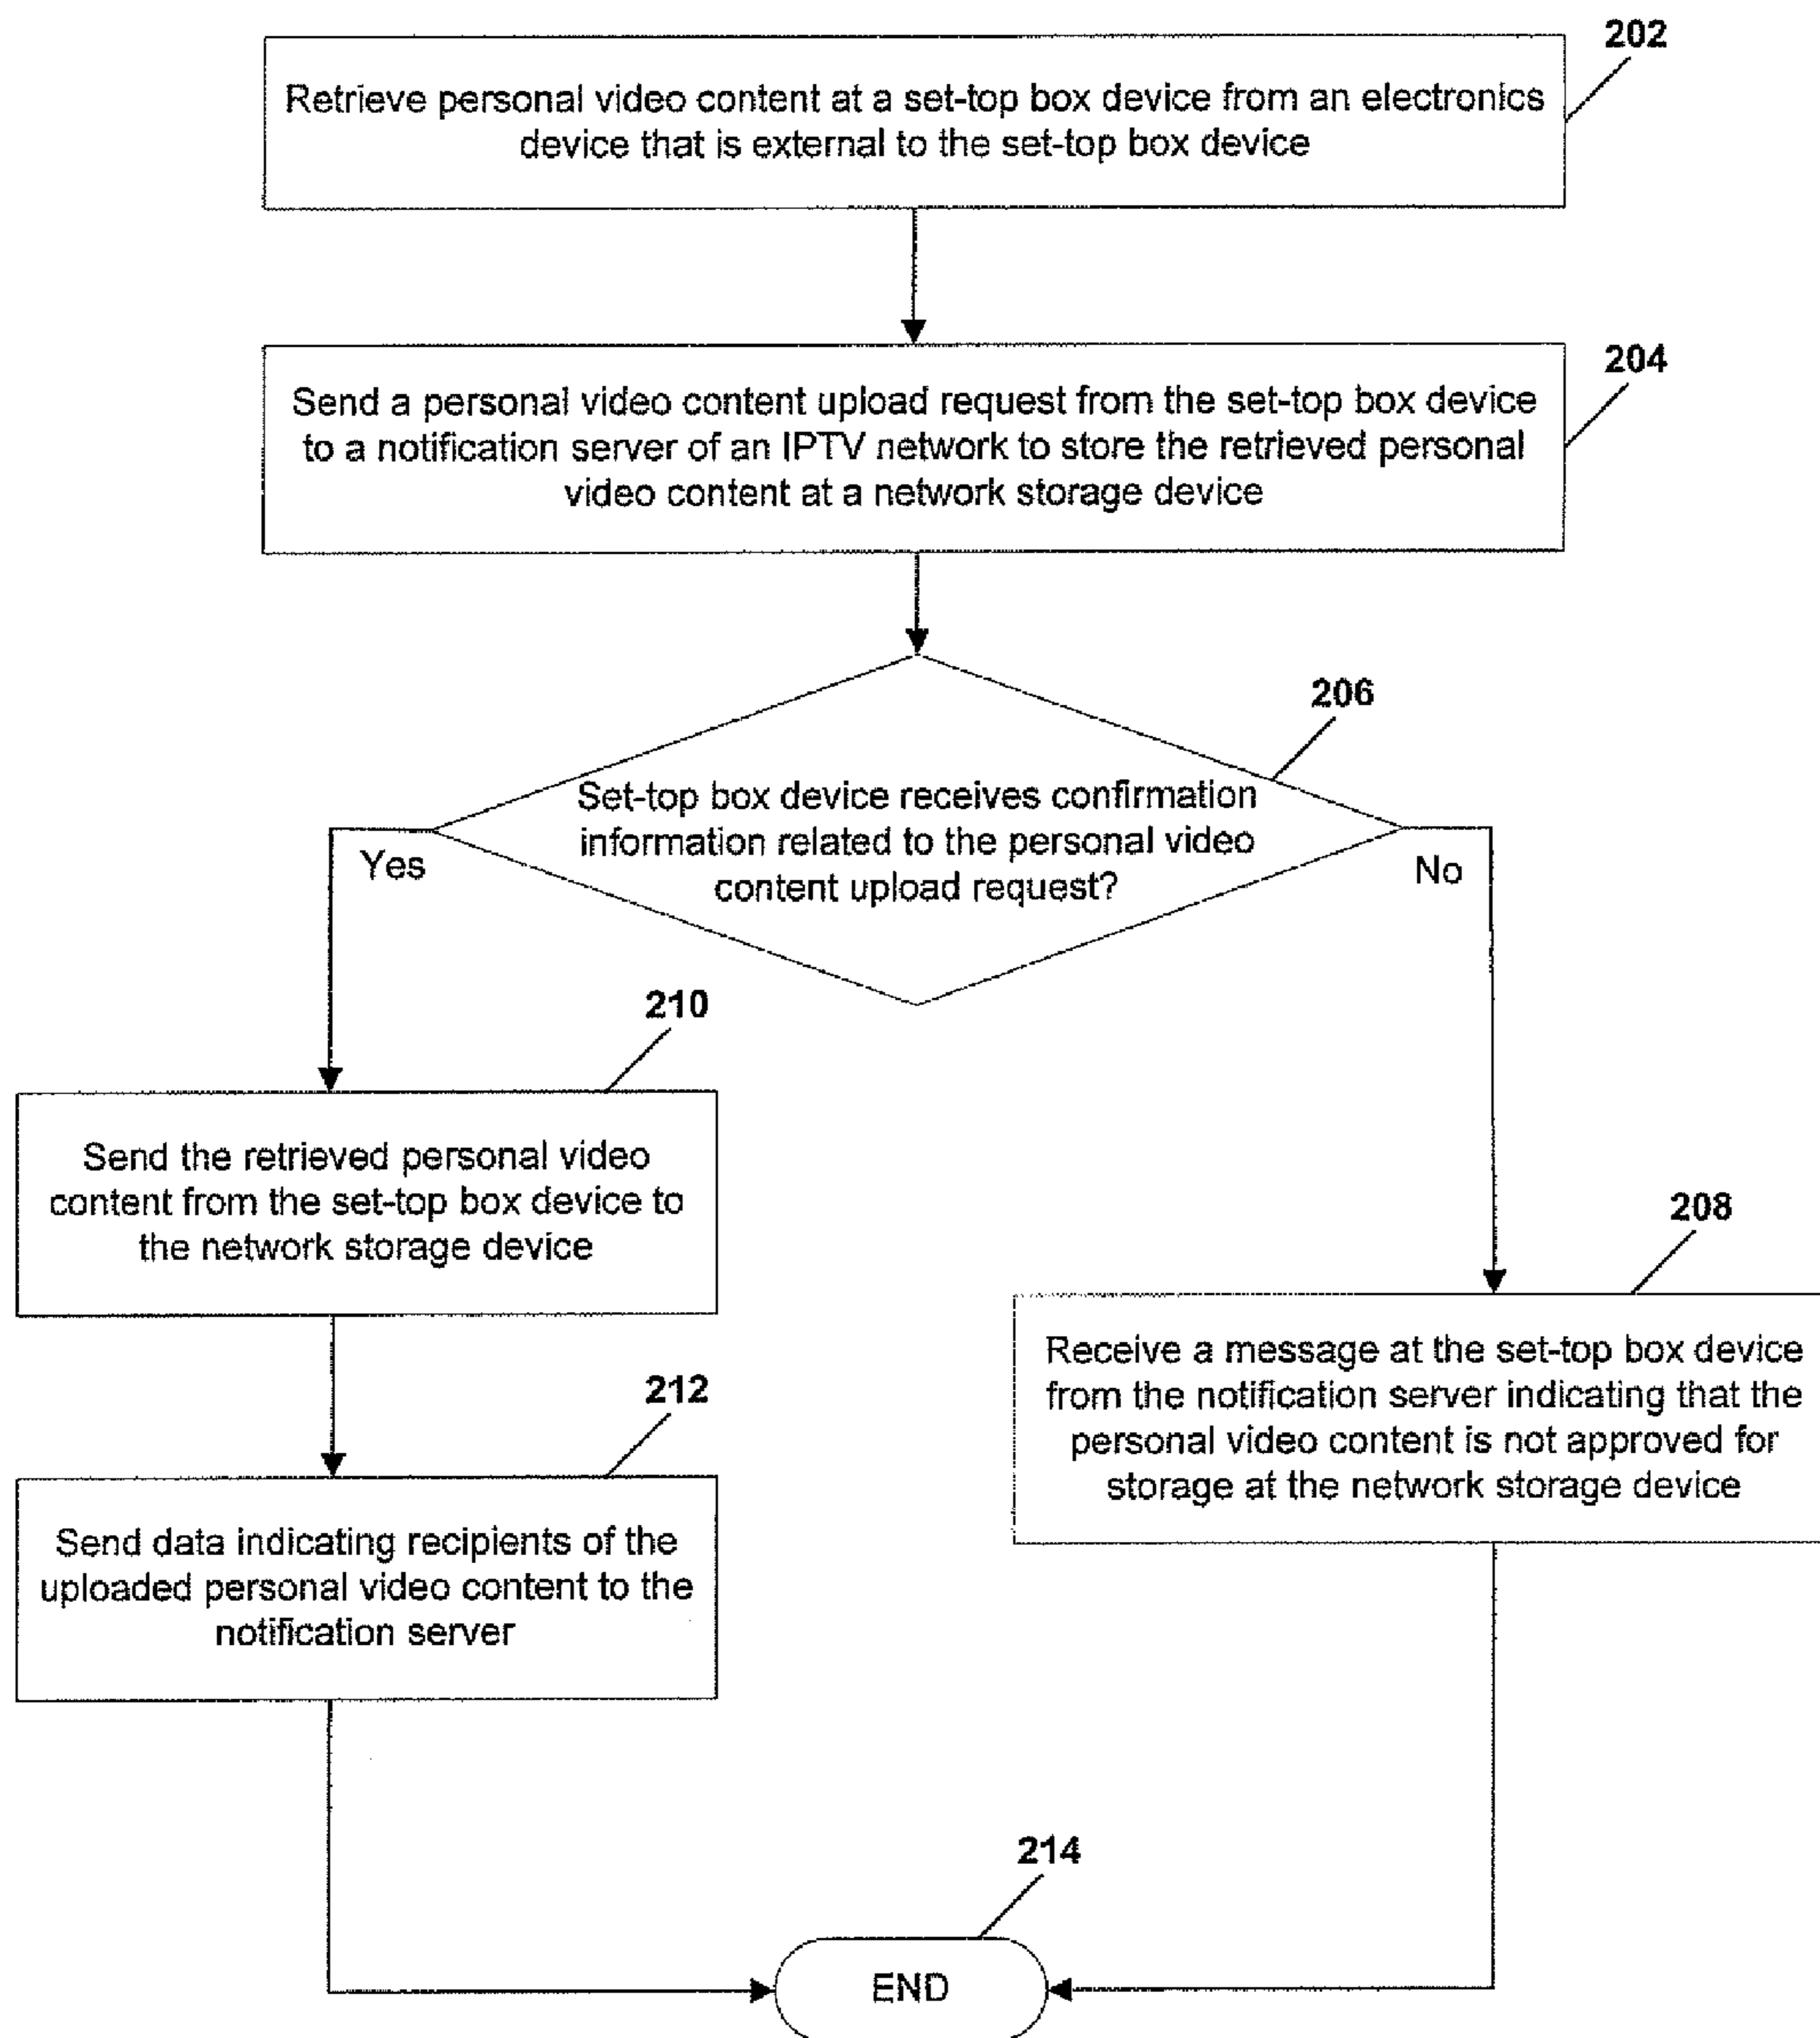 202
Retrieve personal video content at a set-top box device from an electronics
device that is external to the set-top box device
204
Send a personal video content upload request from the set-top box device
to a notification server of an IPTV network to store the retrieved personal
video content at a network storage device
206
Set-top box device receives confirmation
information related to the personal video
content upload request?
Yes
No
210
Send the retrieved personal video
content from the set-top box device to
the network storage device
208
Receive a message at the set-top box device
from the notification server indicating that the
personal video content is not approved for
storage at the network storage device
212
Send data indicating recipients of the
uploaded personal video content to the
notification server
214
END